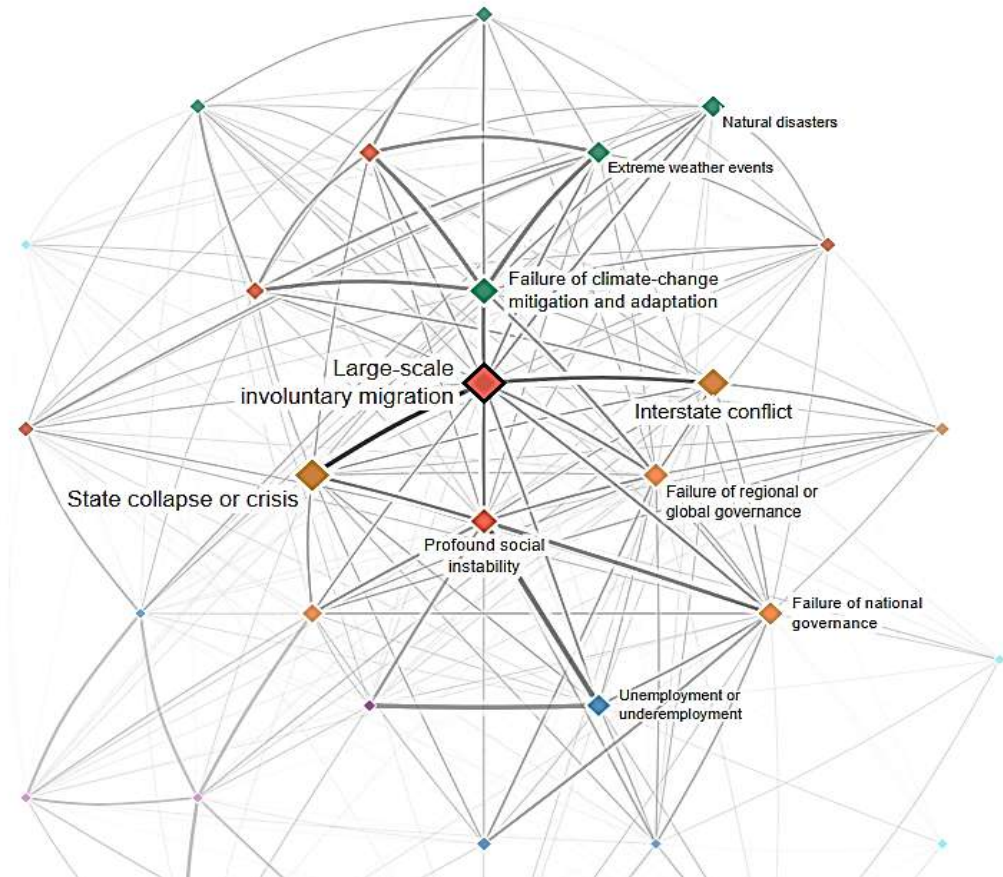 Natural disasters
Extreme weather events
Failure of climate-change
mitigation and adaptation
Large-scale
involuntary migration
Interstate conflict
State collapse or crisis
Failure of regional or
global governance
Profound social
instability
Failure of national
governance
Unemployment or
underemployment